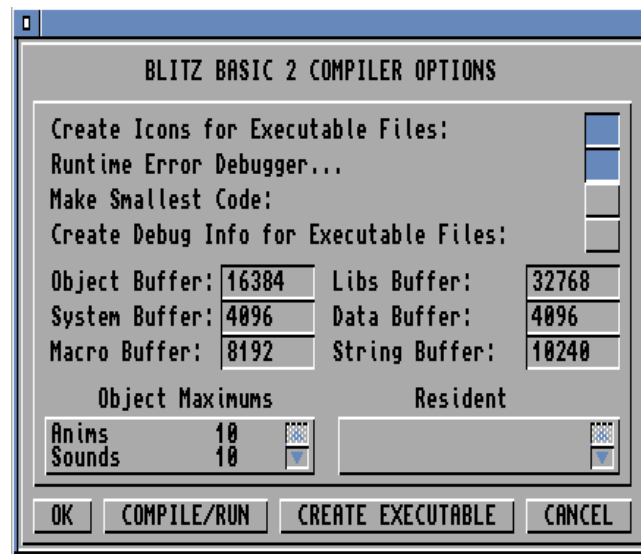 BLITZ BASIC 2 COMPILER OPTIONS
Create Icons for Executable Files:
Runtime Error Debugger...
Make Smallest Code:
Create Debug Info for Executable Files:
Object Buffer: 16384 Libs Buffer: 32768
System Buffer: 4096 Data Buffer: 4096
Macro Buffer: 8192 String Buffer: 10240
Object Maximums Resident
Anims 10
Sounds 10
OK COMPILE/RUN CREATE EXECUTABLE CANCEL